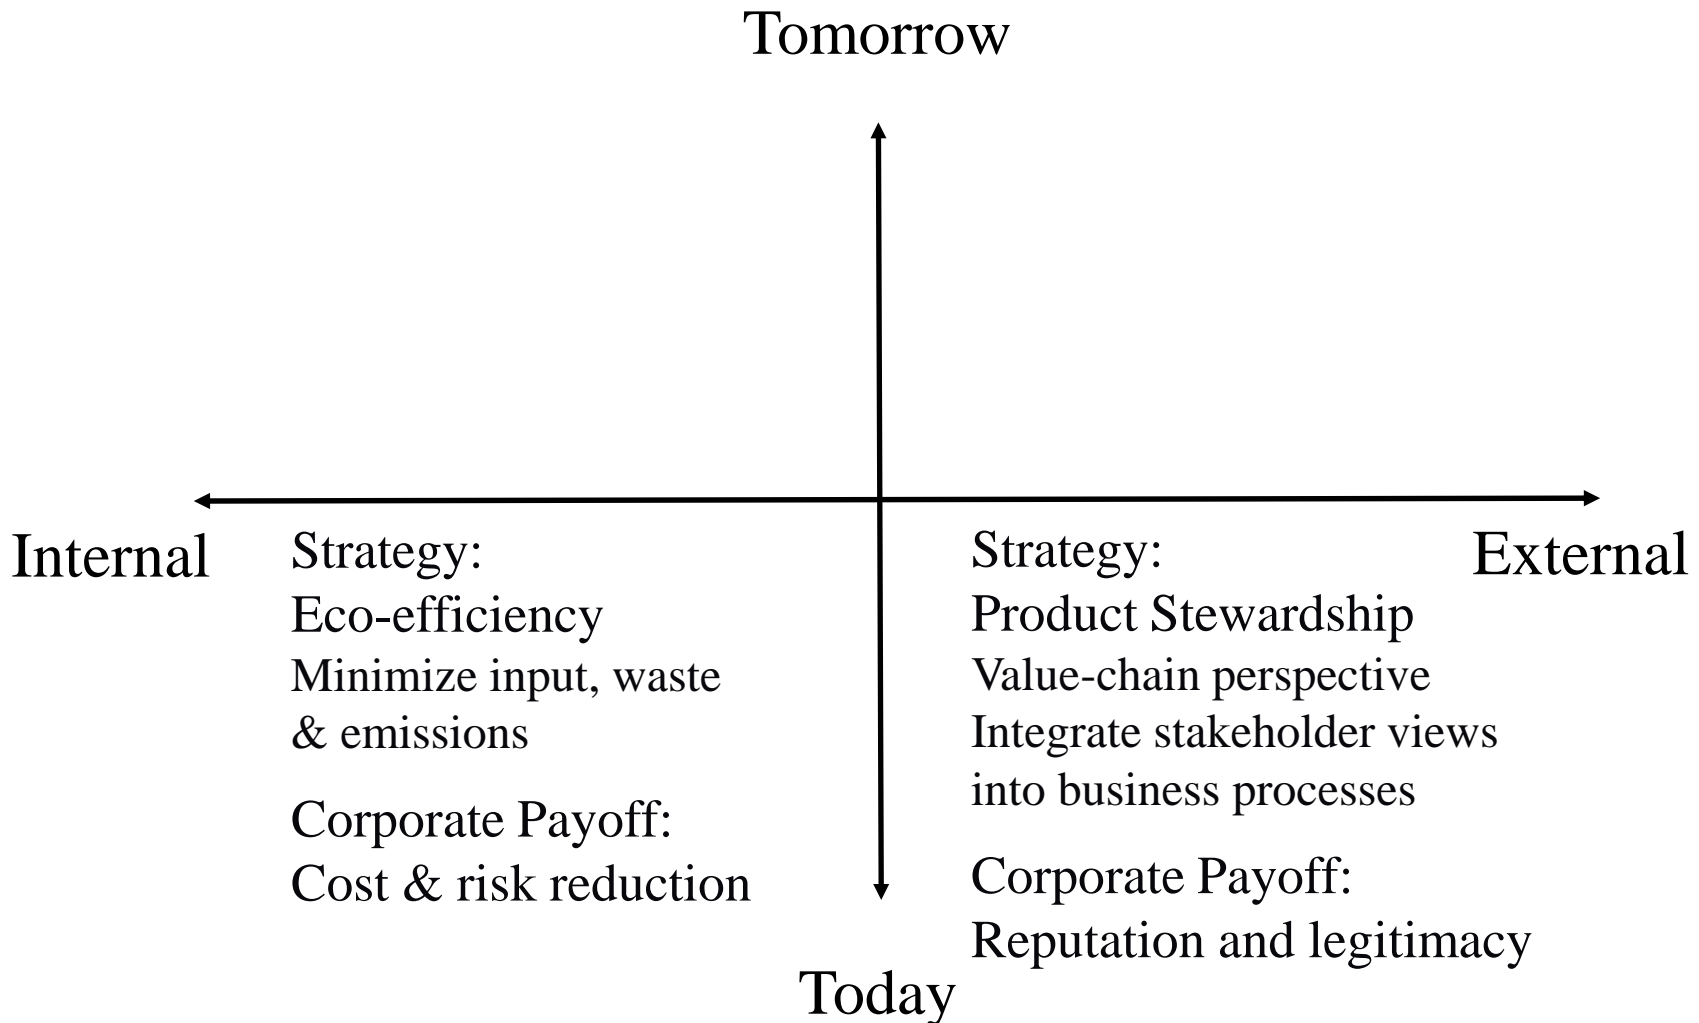 Tomorrow
Internal
External
Strategy:
Eco-efficiency
Minimize input, waste
& emissions
Corporate Payoff:
Cost & risk reduction
Strategy:
Product Stewardship
Value-chain perspective
Integrate stakeholder views
into business processes
Corporate Payoff:
Reputation and legitimacy
Today